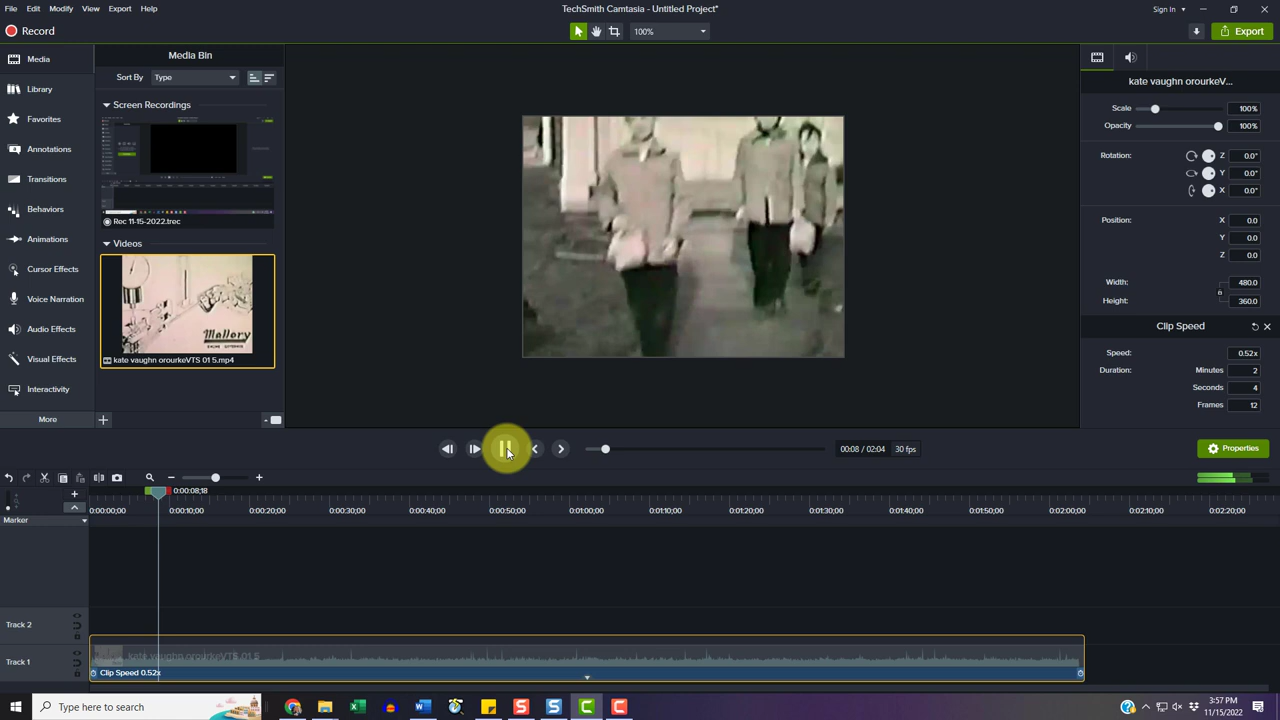 File Edit Modify View Export Help
TechSmith Camtasia - Untitled Project*
Sign In
Record
100%
Export
Media
Library
Favorites
Annotations
Transitions
Behaviors
Animations
Cursor Effects
Voice Narration
Audio Effects
Visual Effects
Interactivity
More
Media Bin
Sort By Type
Screen Recordings
Rec 11-15-2022.trec
Videos
Mallory
kate vaughn orourkeVTS 01 5.mp4
kate vaughn orourkeV...
Scale 100%
Opacity 100%
Rotation: Z 0.0°
Y 0.0°
X 0.0°
Position: X 0.0
Y 0.0
Z 0.0
Width: 480.0
Height: 360.0
Clip Speed
Speed: 0.52x
Duration: Minutes 2
Seconds 4
Frames 12
00:08 / 02:04 30 fps
Properties
0:00:08;18
Marker
0:00:00;00 0:00:10;00 0:00:20;00 0:00:30;00 0:00:40;00 0:00:50;00 0:01:00;00 0:01:10;00 0:01:20;00 0:01:30;00 0:01:40;00 0:01:50;00 0:02:00;00 0:02:10;00 0:02:20;00
Track 2
Track 1
kate vaughn orourkeVTS 01 5
Clip Speed 0.52x
Type here to search
3:57 PM
11/15/2022